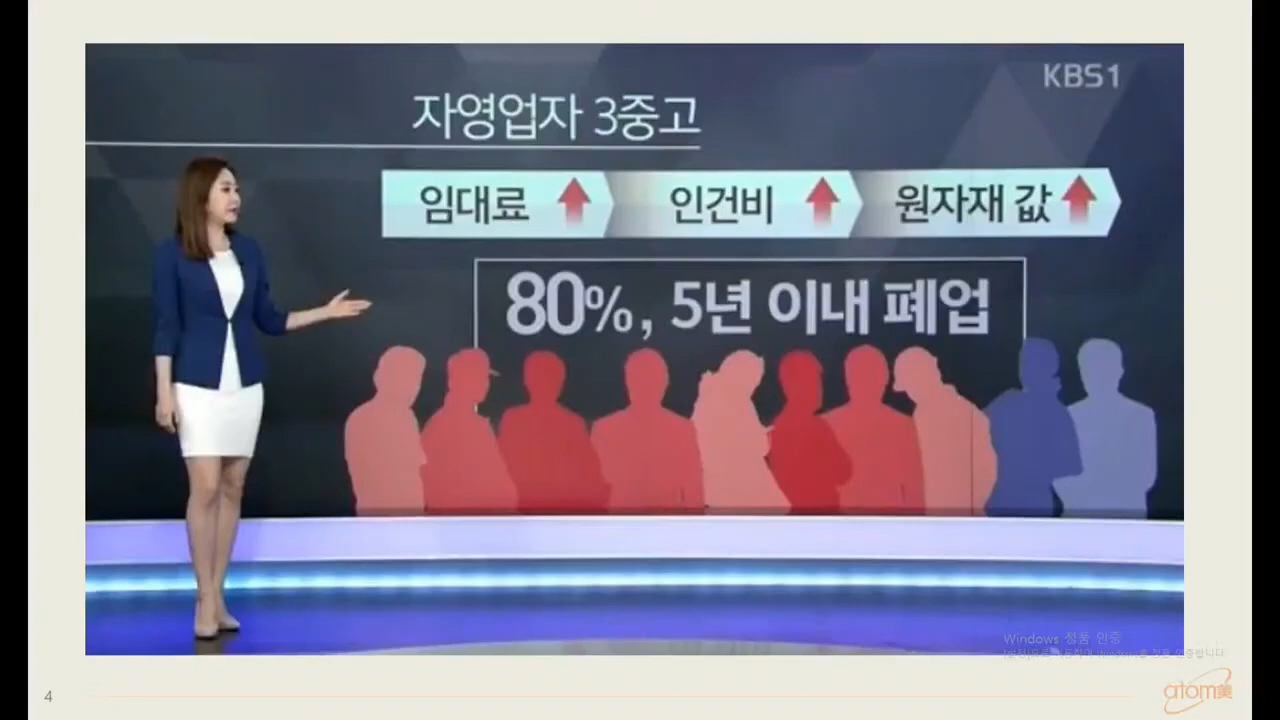 KBS1
자영업자 3중고
임대료 인건비 원자재 값
80%, 5년 이내 폐업
Windows 정품 인증
4
atom美